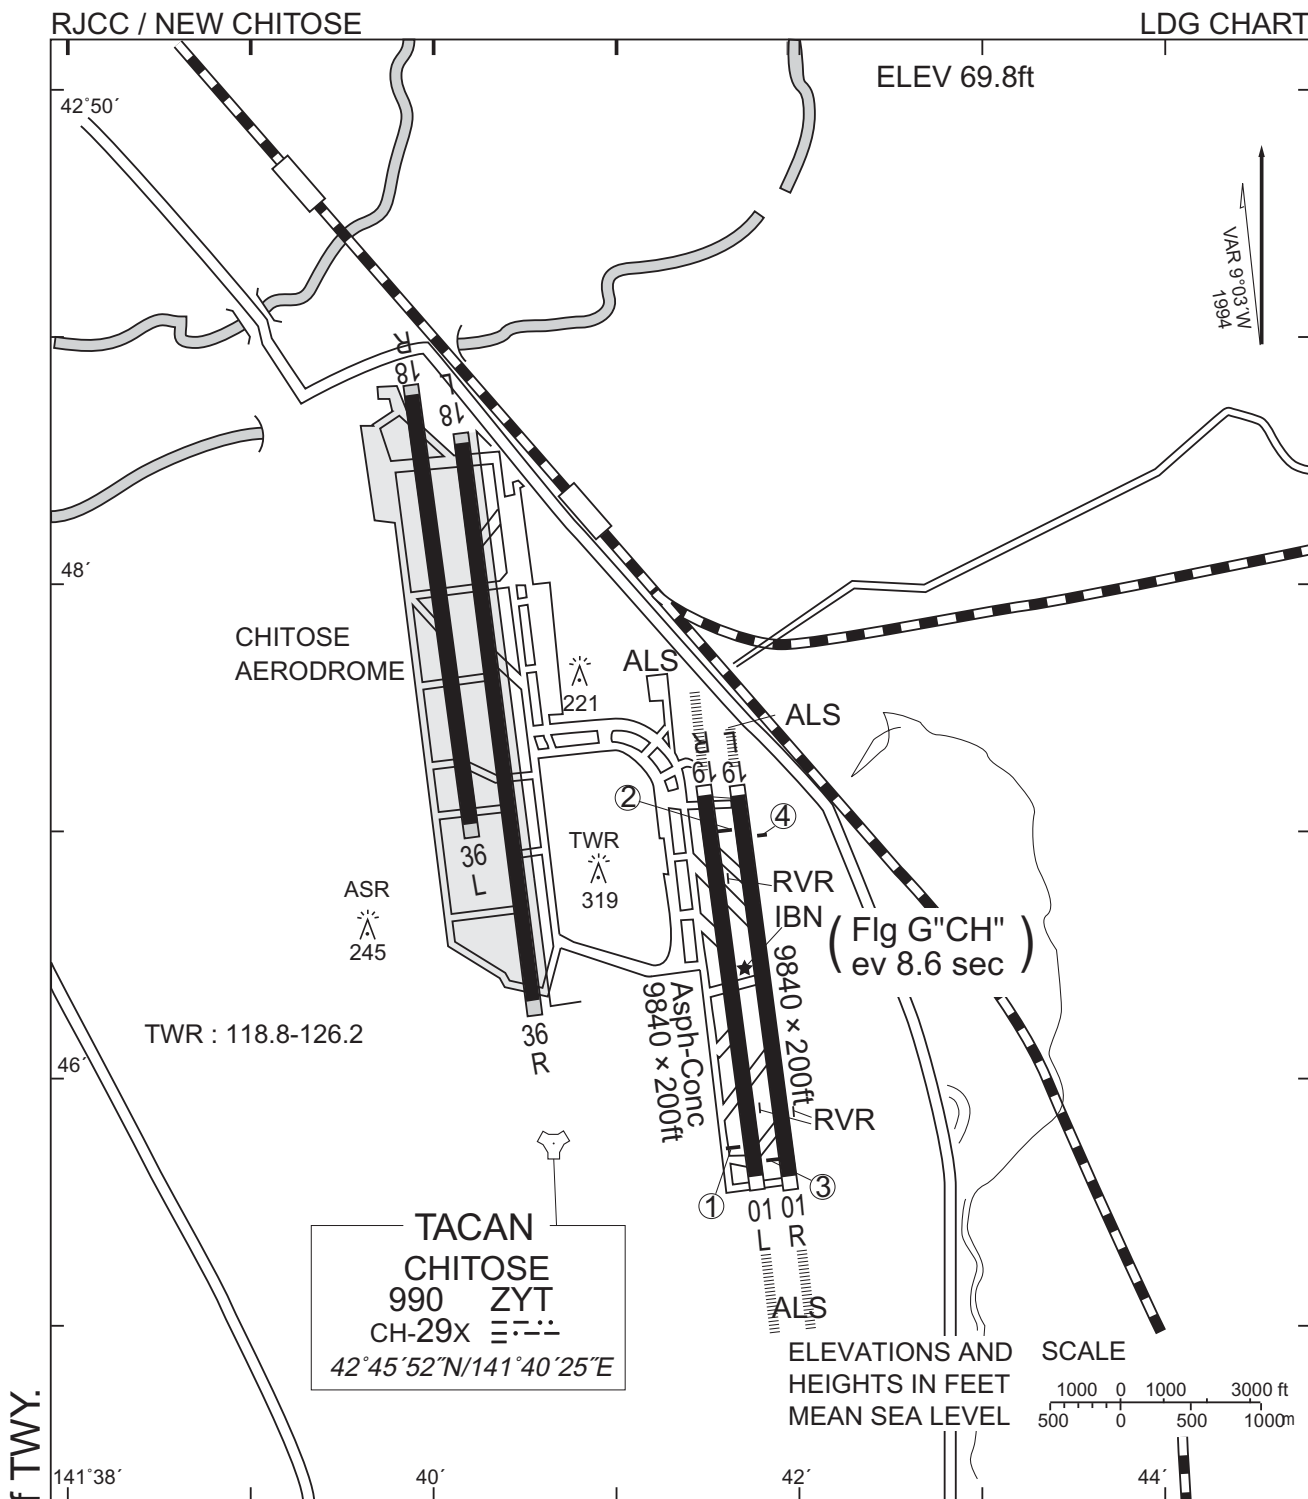 RJCC / NEW CHITOSE
LDG CHART
ELEV 69.8ft
42°50´
VAR 9°03´W
1994
18
R
18
L
48´
CHITOSE
AERODROME
221
ALS
ALS
19
R
19
L
2
4
TWR
319
36
L
RVR
IBN
ASR
245
( Flg G"CH" )
ev 8.6 sec
9840 × 200ft
Asph-Conc
9840 × 200ft
TWR : 118.8-126.2
36
R
46´
RVR
1
3
01
L
01
R
TACAN
CHITOSE
990 ZYT
CH-29X
42°45´52˝N/141°40´25˝E
ALS
ELEVATIONS AND
HEIGHTS IN FEET
MEAN SEA LEVEL
SCALE
1000 0 1000 3000 ft
500 0 500 1000m
f TWY.
141°38´
40´
42´
44´